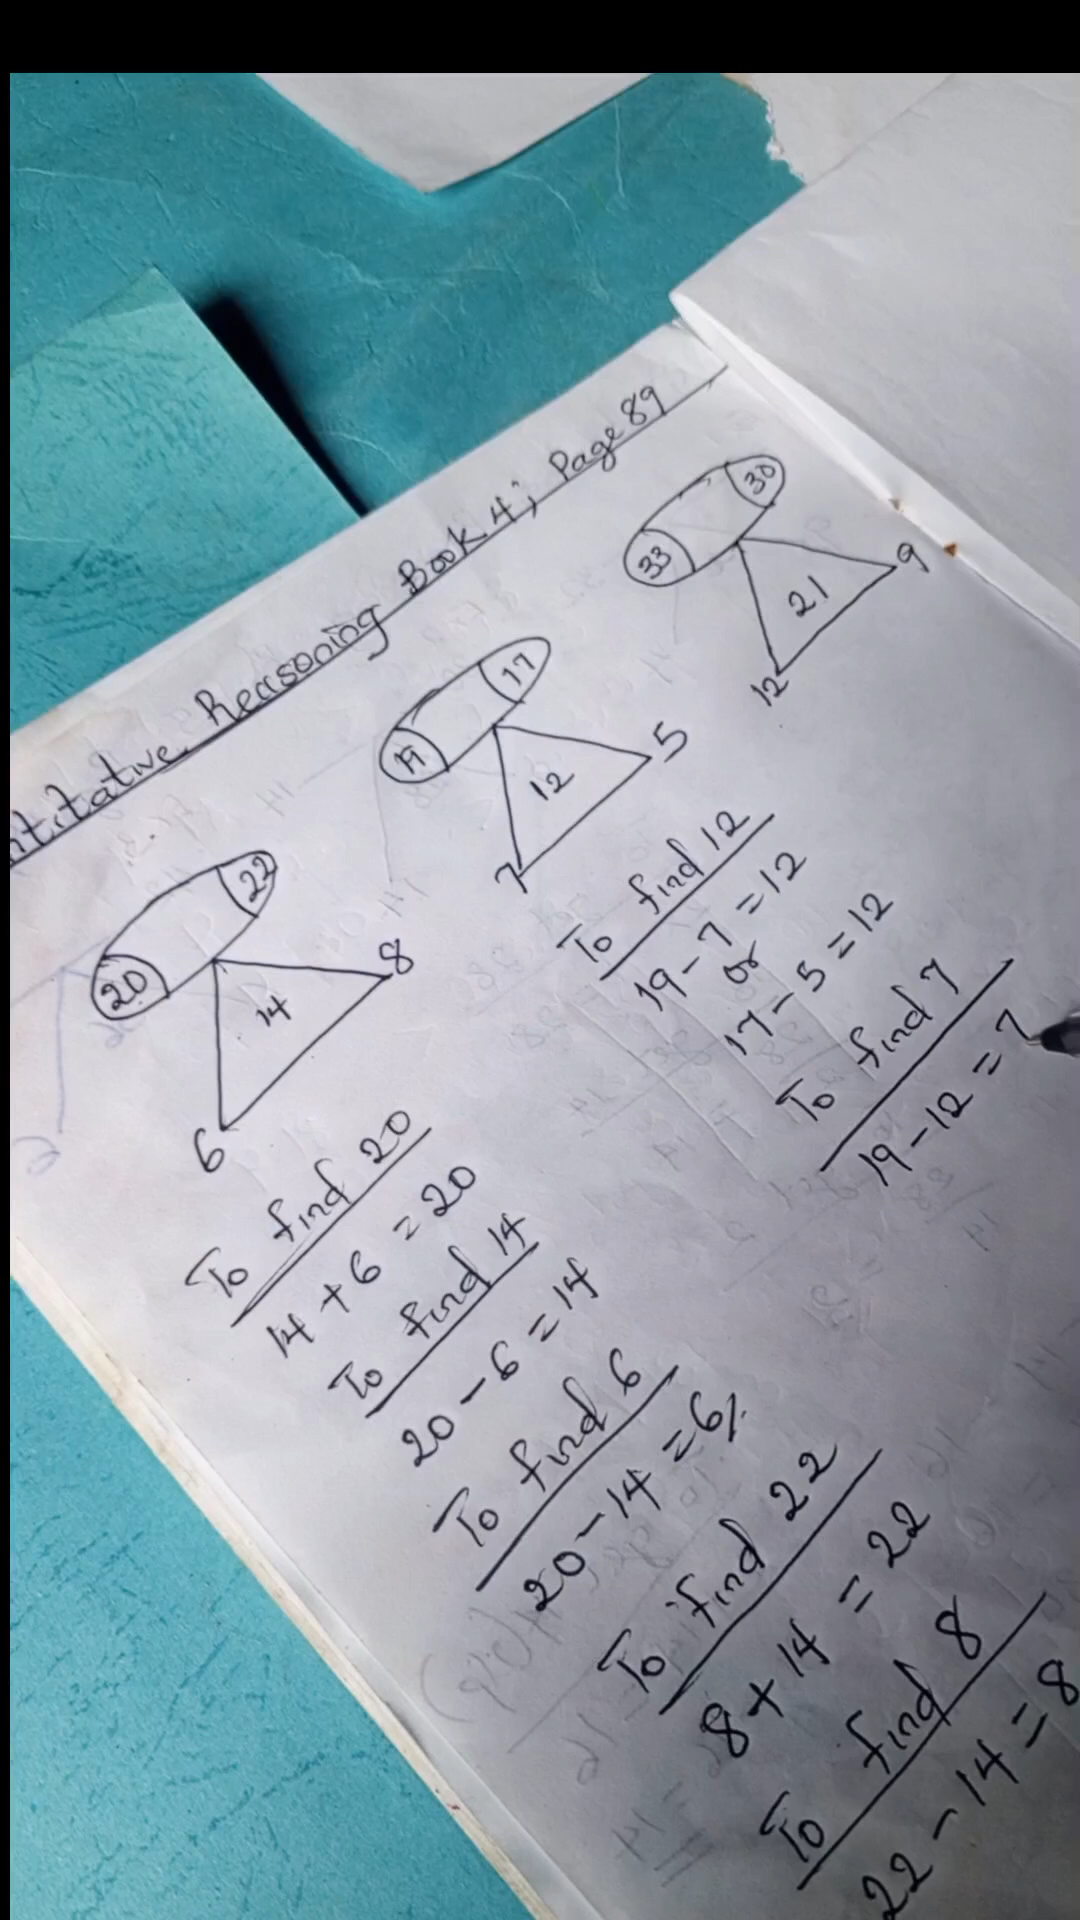 Reasoning Book 4; Page 89
20 22
14
8
6
19 17
12
5
7
33 30
21
9
12
To find 20
14 + 6 = 20
To find 14
20 - 6 = 14
To find 6
20 - 14 = 6
To find 22
8 + 14 = 22
To find 8
22 - 14 = 8
To find 12
19 - 7 = 12
or
17 - 5 = 12
To find 7
19 - 12 = 7